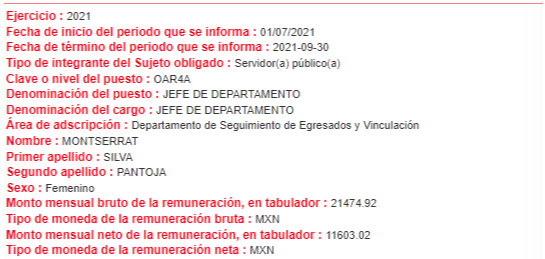 Ejercicio : 2021
Fecha de inicio del periodo que se informa : 01/07/2021
Fecha de término del periodo que se informa : 2021-09-30
Tipo de integrante del Sujeto obligado : Servidor(a) público(a)
Clave o nivel del puesto : OAR4A
Denominación del puesto : JEFE DE DEPARTAMENTO
Denominación del cargo : JEFE DE DEPARTAMENTO
Área de adscripción : Departamento de Seguimiento de Egresados y Vinculación
Nombre : MONTSERRAT
Primer apellido : SILVA
Segundo apellido : PANTOJA
Sexo : Femenino
Monto mensual bruto de la remuneración, en tabulador : 21474.92
Tipo de moneda de la remuneración bruta : MXN
Monto mensual neto de la remuneración, en tabulador : 11603.02
Tipo de moneda de la remuneración neta : MXN